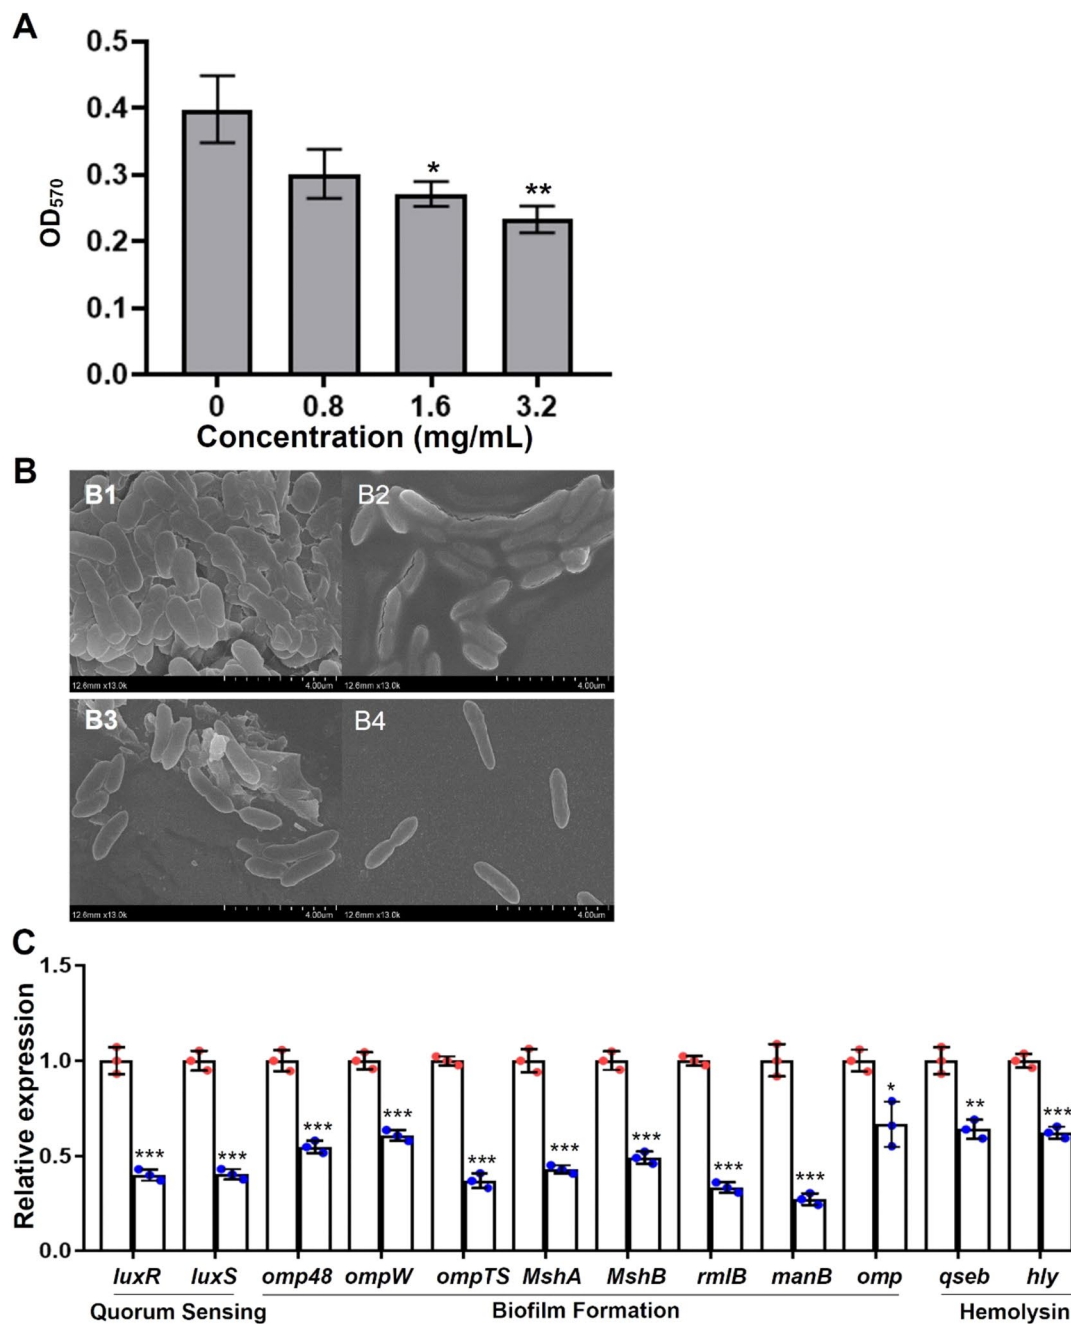 A
0.5
0.4
0.3
0.2
0.1
0.0
OD570
*
**
0 0.8 1.6 3.2
Concentration (mg/mL)
B
B1 B2
12.6mm x13.0k 4.00um 12.6mm x13.0k 4.00um
B3 B4
12.6mm x13.0k 4.00um 12.6mm x13.0k 4.00um
C
1.5
1.0
0.5
0.0
Relative expression
*** *** *** *** *** *** *** *** *** * ** ***
luxR luxS omp48 ompW ompTS MshA MshB rmlB manB omp qseb hly
Quorum Sensing Biofilm Formation Hemolysin